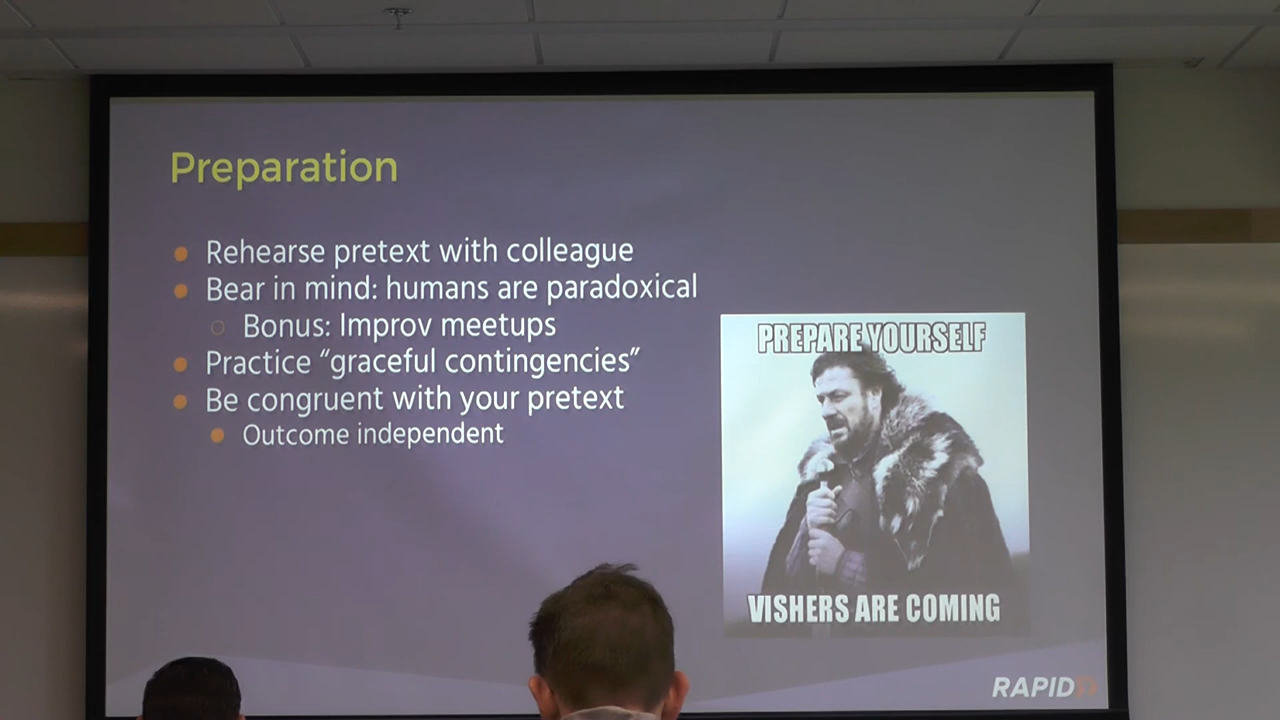 Preparation
Rehearse pretext with colleague
Bear in mind: humans are paradoxical
Bonus: Improv meetups
Practice “graceful contingencies”
Be congruent with your pretext
Outcome independent
PREPARE YOURSELF
VISHERS ARE COMING
RAPID